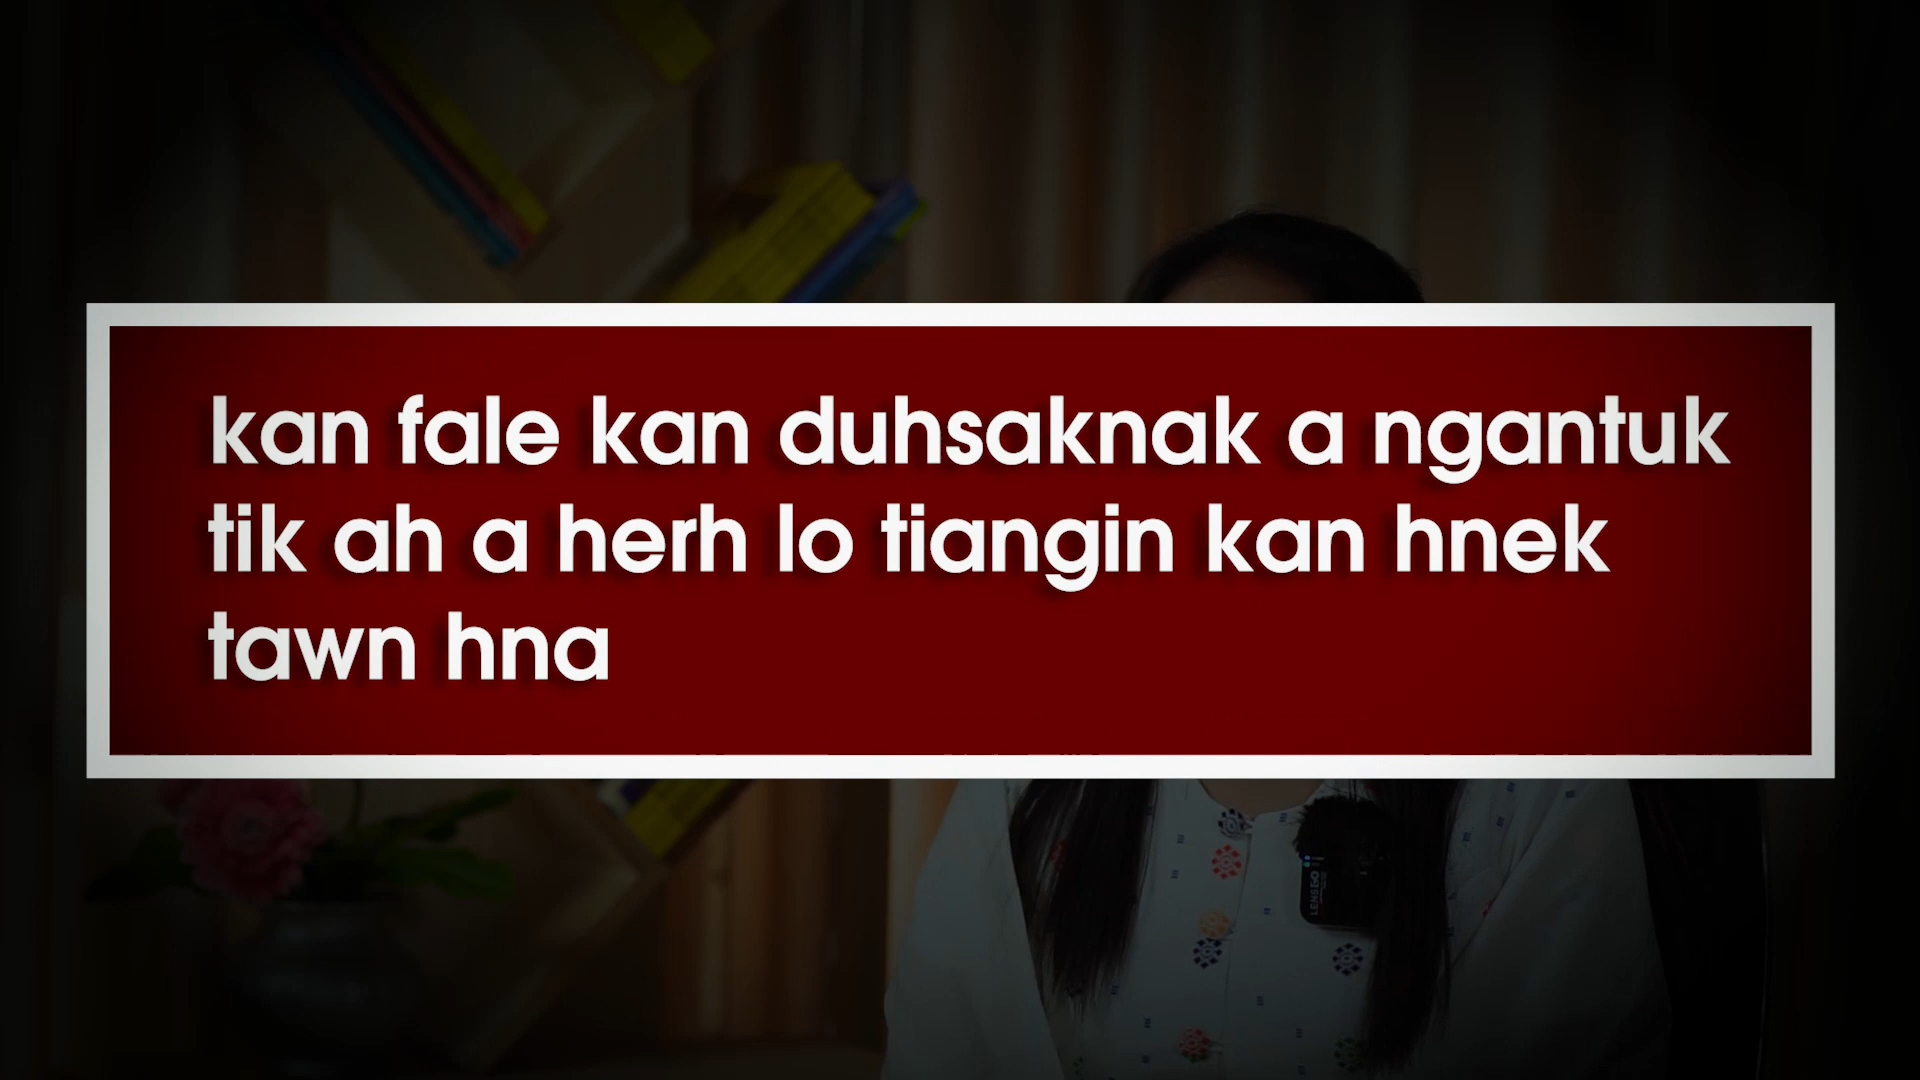 kan fale kan duhsaknak a ngantuk
tik ah a herh lo tiangin kan hnek
tawn hna